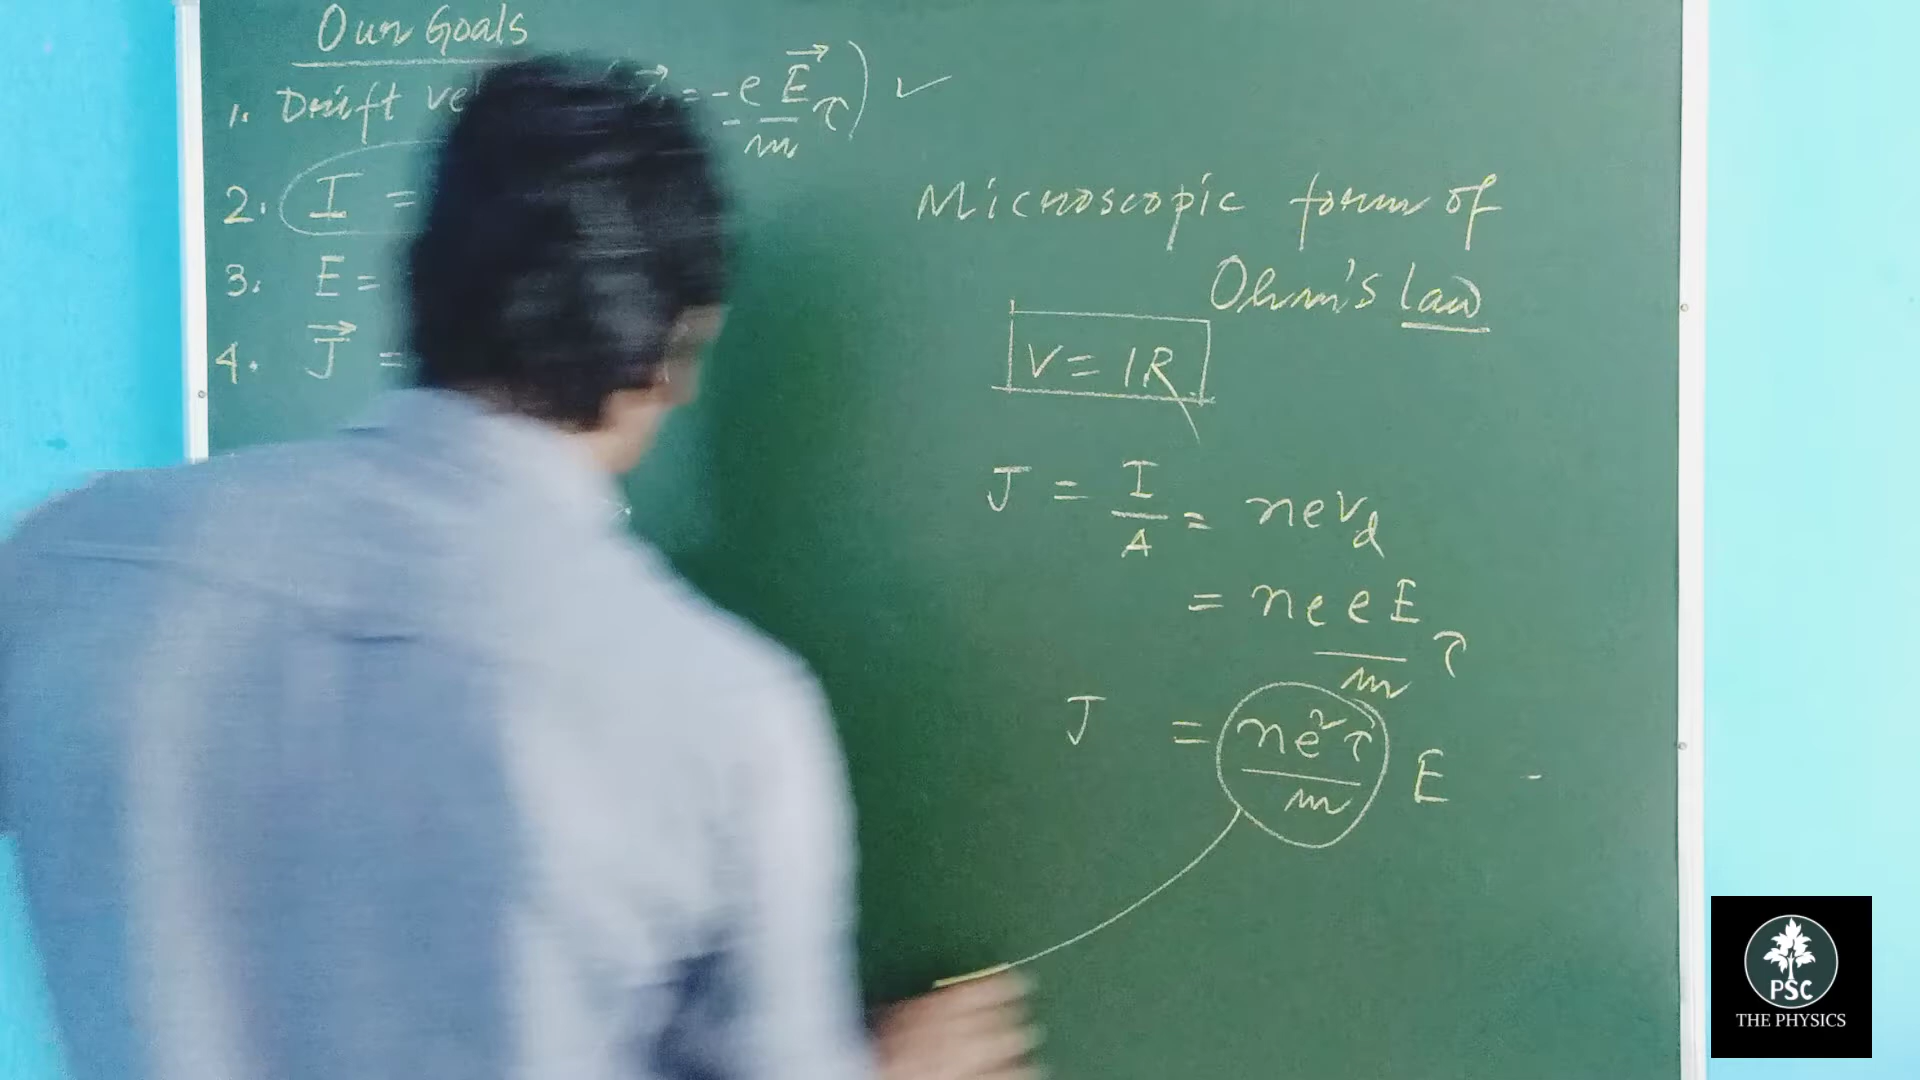 Our Goals
1. Drift = -eE⃗/m τ) ✓
2. I =
3. E =
4. J⃗ =
Microscopic form of
Ohm's law
V = IR
J = I/A = nev_d
= neeE/m τ
J = ne²τ/m E -
PSC
THE PHYSICS